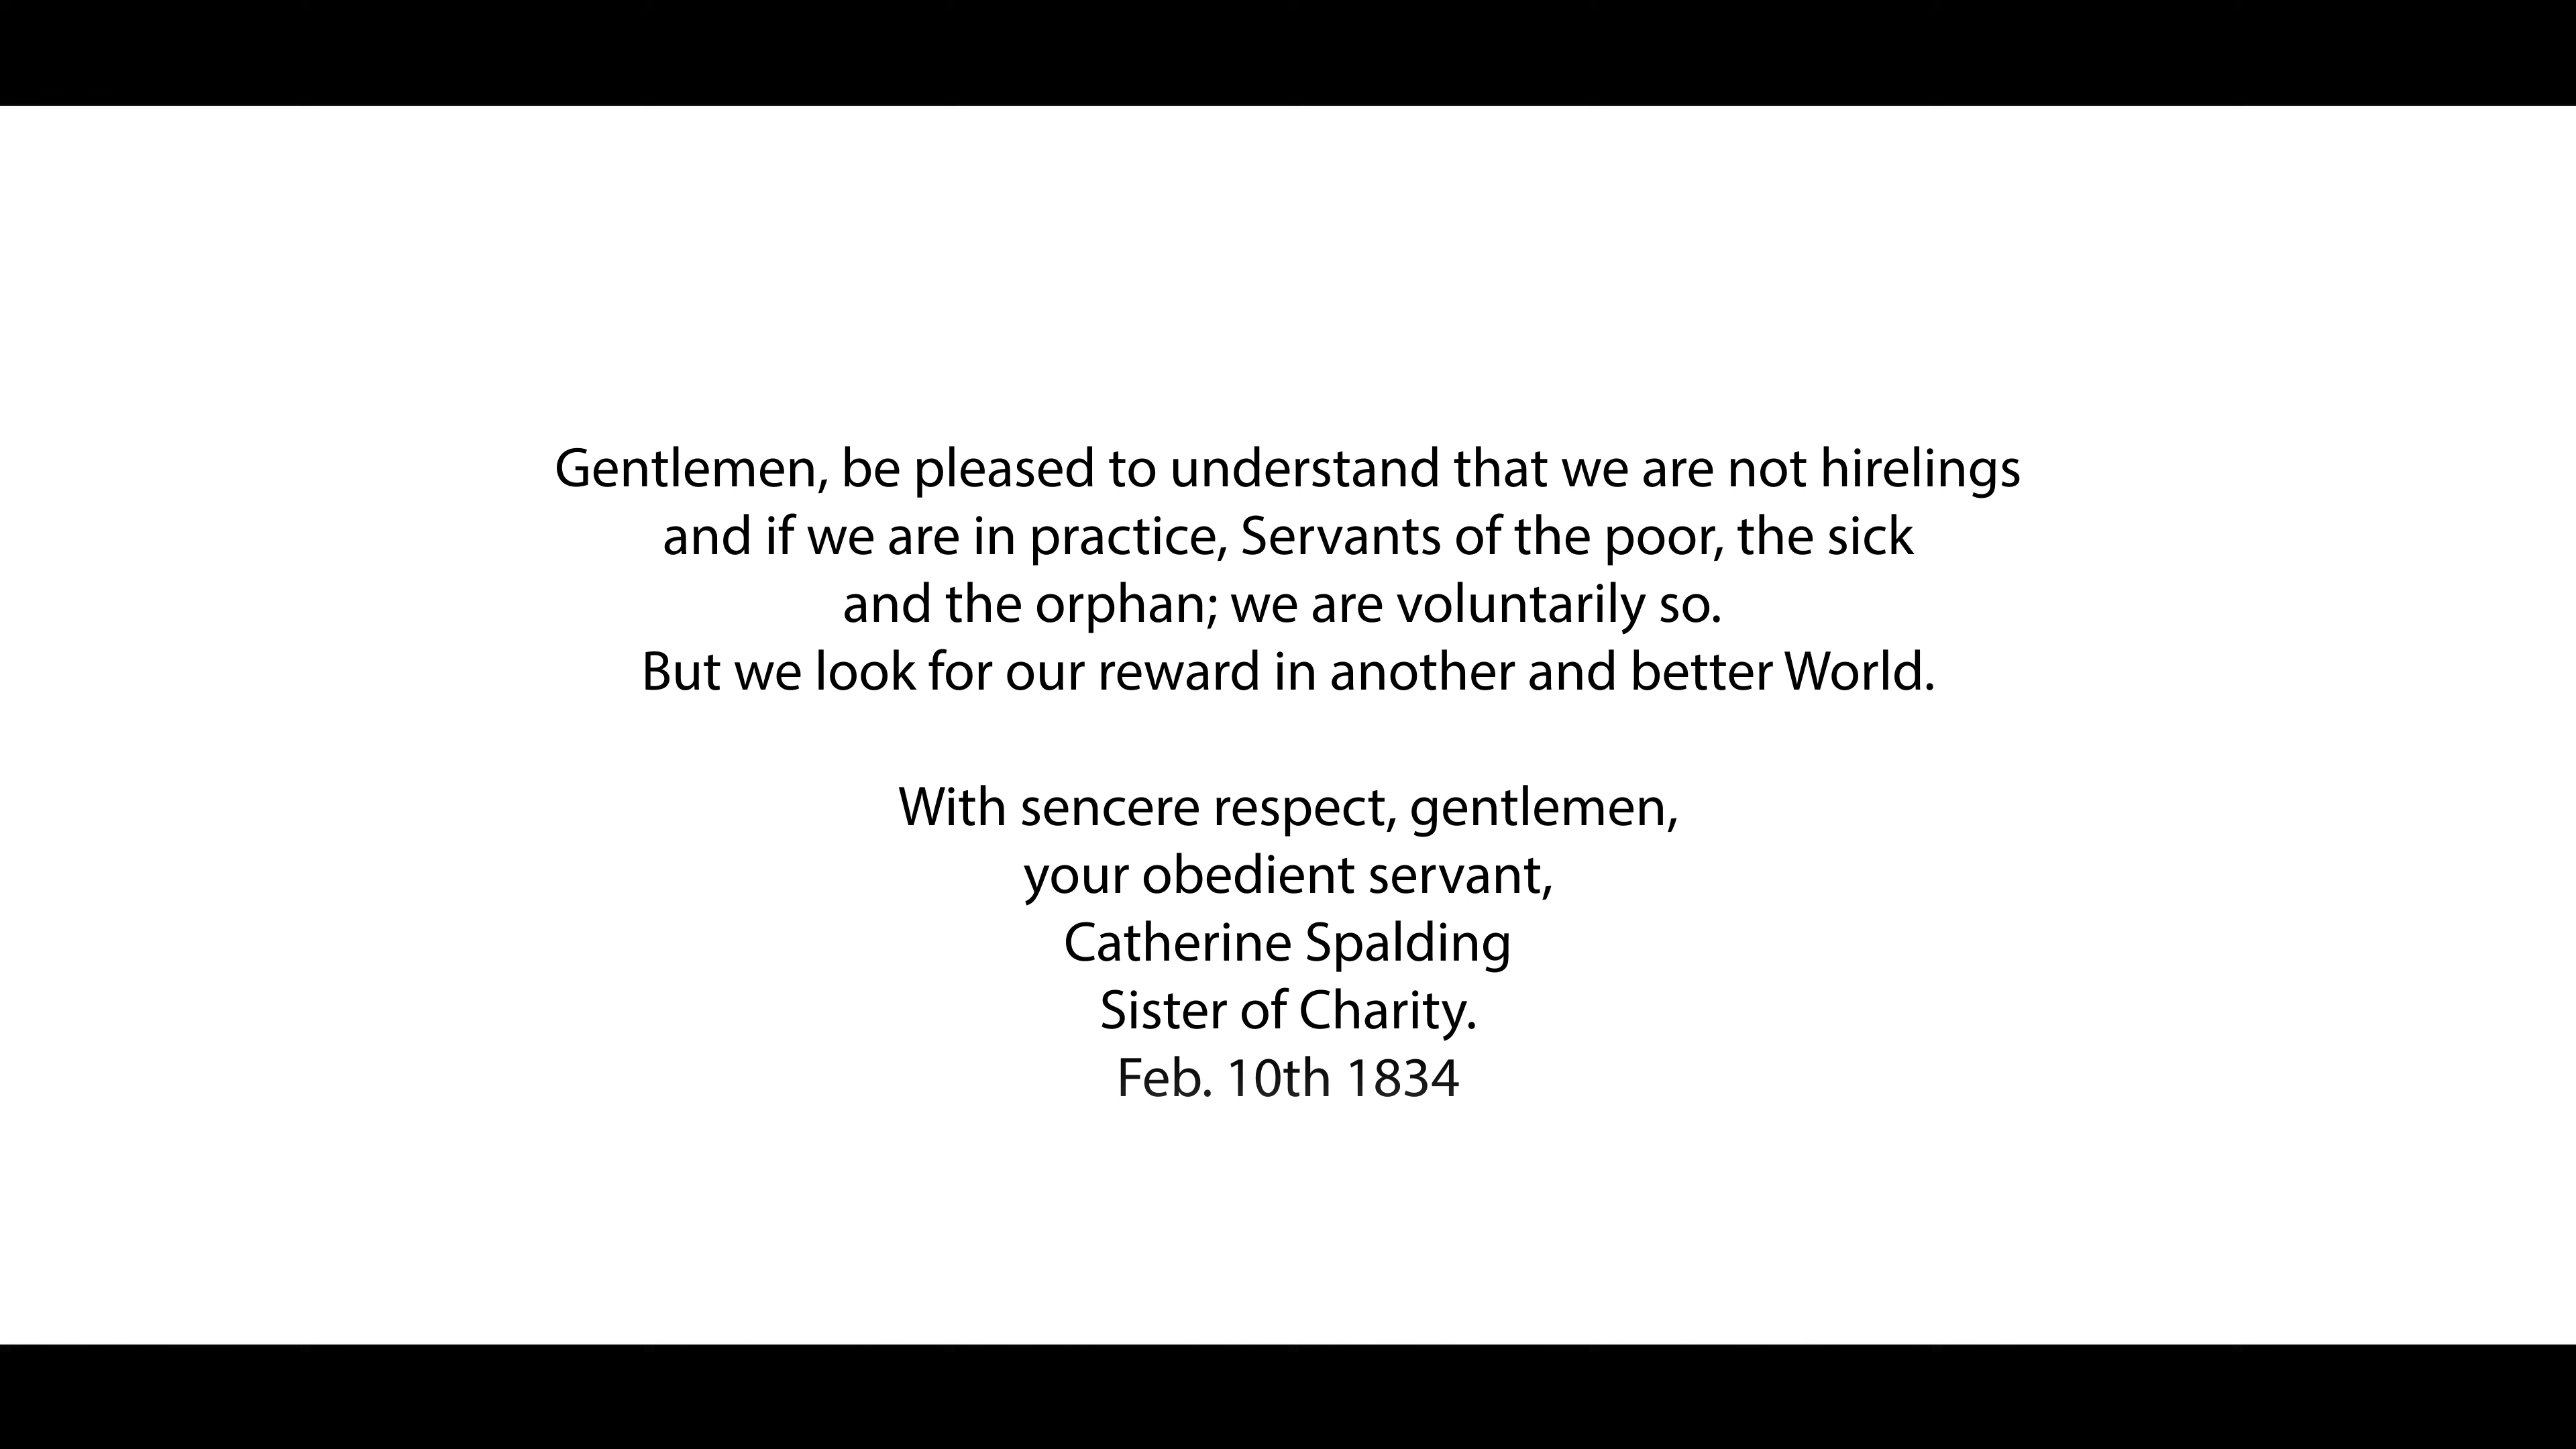 Gentlemen, be pleased to understand that we are not hirelings
and if we are in practice, Servants of the poor, the sick
and the orphan; we are voluntarily so.
But we look for our reward in another and better World.
With sencere respect, gentlemen,
your obedient servant,
Catherine Spalding
Sister of Charity.
Feb. 10th 1834